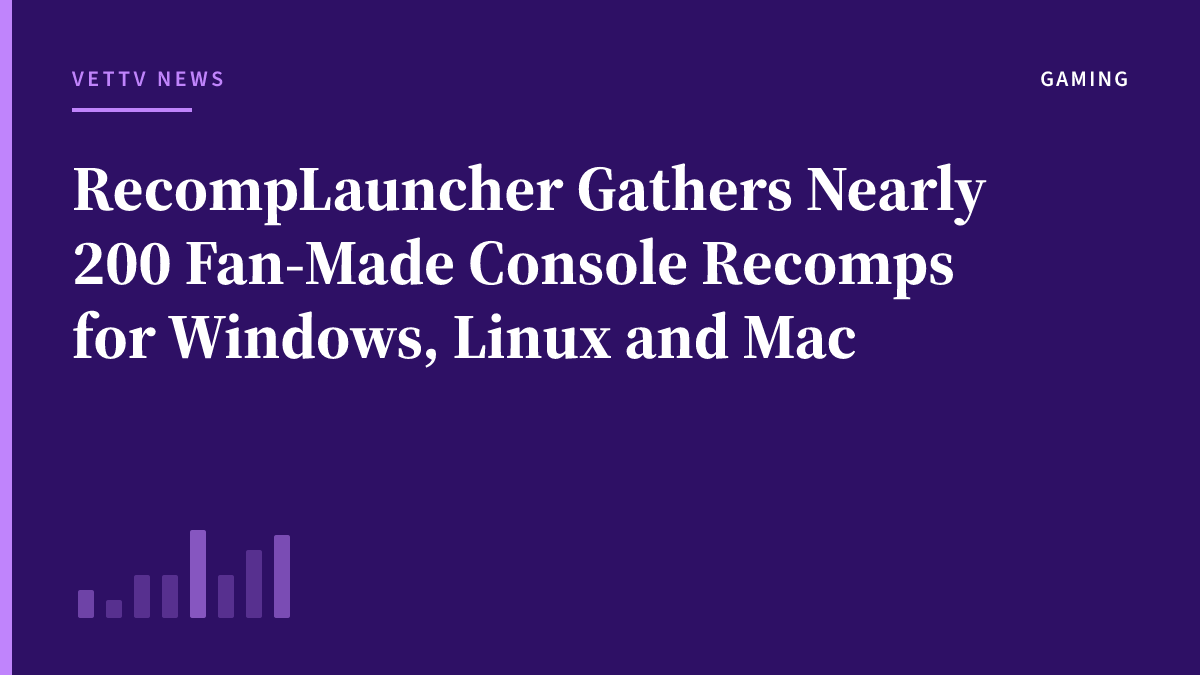 VETTV NEWS
GAMING
RecompLauncher Gathers Nearly
200 Fan-Made Console Recomps
for Windows, Linux and Mac